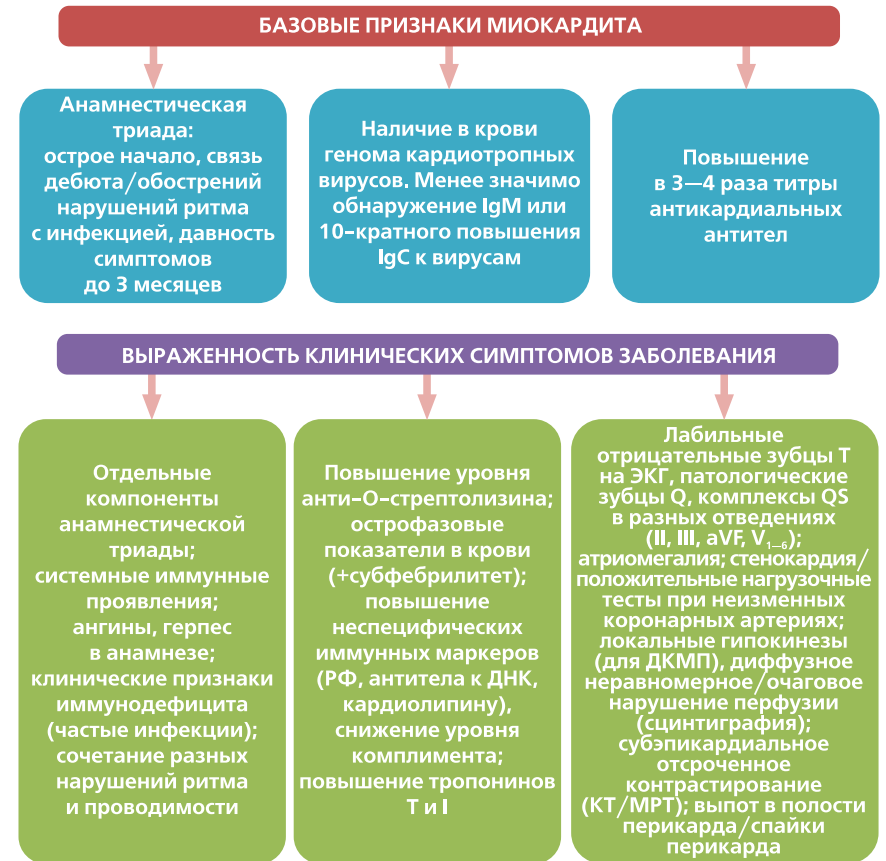 БАЗОВЫЕ ПРИЗНАКИ МИОКАРДИТА
Анамнестическая
триада:
острое начало, связь
дебюта/обострений
нарушений ритма
с инфекцией, давность
симптомов
до 3 месяцев
Наличие в крови
генома кардиотропных
вирусов. Менее значимо
обнаружение IgM или
10-кратного повышения
IgC к вирусам
Повышение
в 3—4 раза титры
антикардиальных
антител
ВЫРАЖЕННОСТЬ КЛИНИЧЕСКИХ СИМПТОМОВ ЗАБОЛЕВАНИЯ
Отдельные
компоненты
анамнестической
триады;
системные иммунные
проявления;
ангины, герпес
в анамнезе;
клинические признаки
иммунодефицита
(частые инфекции);
сочетание разных
нарушений ритма
и проводимости
Повышение уровня
анти-О-стрептолизина;
острофазовые
показатели в крови
(+субфебрилитет);
повышение
неспецифических
иммунных маркеров
(РФ, антитела к ДНК,
кардиолипину),
снижение уровня
комплимента;
повышение тропонинов
T и I
Лабильные
отрицательные зубцы T
на ЭКГ, патологические
зубцы Q, комплексы QS
в разных отведениях
(II, III, aVF, V₁—₆);
атриомегалия; стенокардия/
положительные нагрузочные
тесты при неизменных
коронарных артериях;
локальные гипокинезы
(для ДКМП), диффузное
неравномерное/очаговое
нарушение перфузии
(сцинтиграфия);
субэпикардиальное
отсроченное
контрастирование
(КТ/МРТ); выпот в полости
перикарда/спайки
перикарда